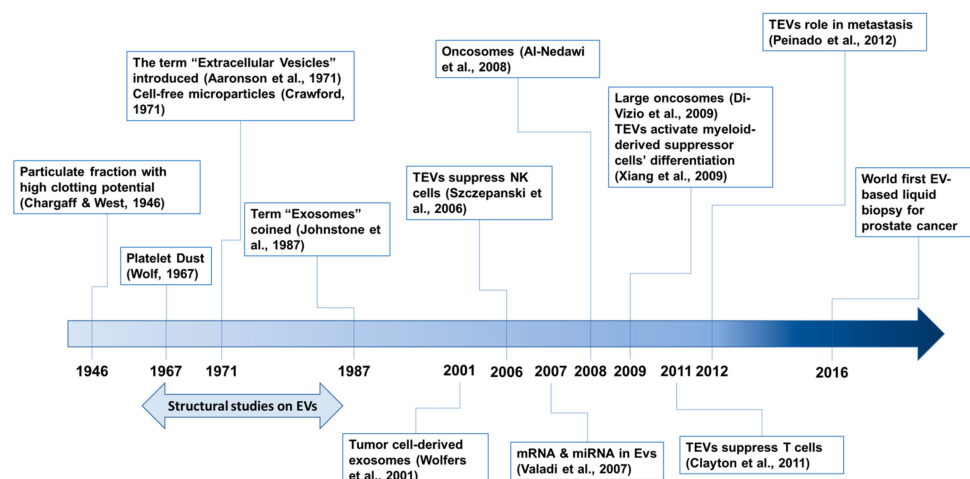 TEVs role in metastasis
(Peinado et al., 2012)
The term “Extracellular Vesicles”
introduced (Aaronson et al., 1971)
Cell-free microparticles (Crawford,
1971)
Oncosomes (Al-Nedawi
et al., 2008)
Large oncosomes (Di-
Vizio et al., 2009)
TEVs activate myeloid-
derived suppressor
cells’ differentiation
(Xiang et al., 2009)
Particulate fraction with
high clotting potential
(Chargaff & West, 1946)
TEVs suppress NK
cells (Szczepanski et
al., 2006)
World first EV-
based liquid
biopsy for
prostate cancer
Term “Exosomes”
coined (Johnstone et
al., 1987)
Platelet Dust
(Wolf, 1967)
1946
1967
1971
1987
2001
2006
2007
2008
2009
2011
2012
2016
Structural studies on EVs
Tumor cell-derived
exosomes (Wolfers
et al., 2001)
mRNA & miRNA in Evs
(Valadi et al., 2007)
TEVs suppress T cells
(Clayton et al., 2011)